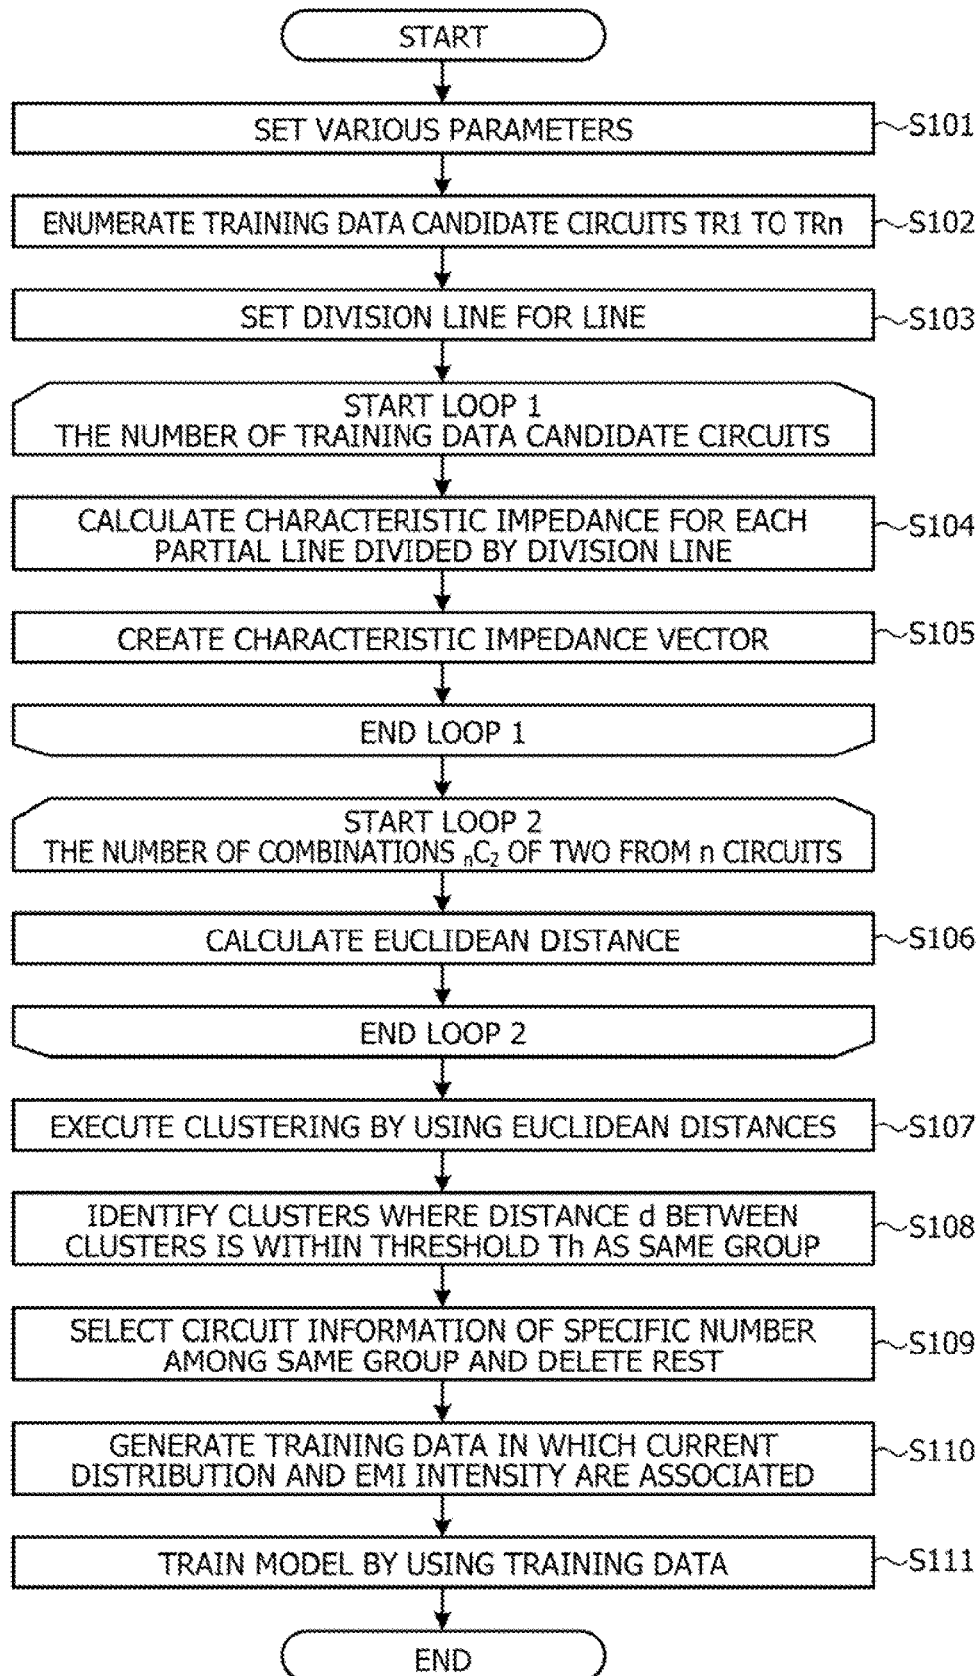 START
SET VARIOUS PARAMETERS
S101
ENUMERATE TRAINING DATA CANDIDATE CIRCUITS TR1 TO TRn
S102
SET DIVISION LINE FOR LINE
S103
START LOOP 1
THE NUMBER OF TRAINING DATA CANDIDATE CIRCUITS
CALCULATE CHARACTERISTIC IMPEDANCE FOR EACH
PARTIAL LINE DIVIDED BY DIVISION LINE
S104
CREATE CHARACTERISTIC IMPEDANCE VECTOR
S105
END LOOP 1
START LOOP 2
THE NUMBER OF COMBINATIONS ₙC₂ OF TWO FROM n CIRCUITS
CALCULATE EUCLIDEAN DISTANCE
S106
END LOOP 2
EXECUTE CLUSTERING BY USING EUCLIDEAN DISTANCES
S107
IDENTIFY CLUSTERS WHERE DISTANCE d BETWEEN
CLUSTERS IS WITHIN THRESHOLD Th AS SAME GROUP
S108
SELECT CIRCUIT INFORMATION OF SPECIFIC NUMBER
AMONG SAME GROUP AND DELETE REST
S109
GENERATE TRAINING DATA IN WHICH CURRENT
DISTRIBUTION AND EMI INTENSITY ARE ASSOCIATED
S110
TRAIN MODEL BY USING TRAINING DATA
S111
END